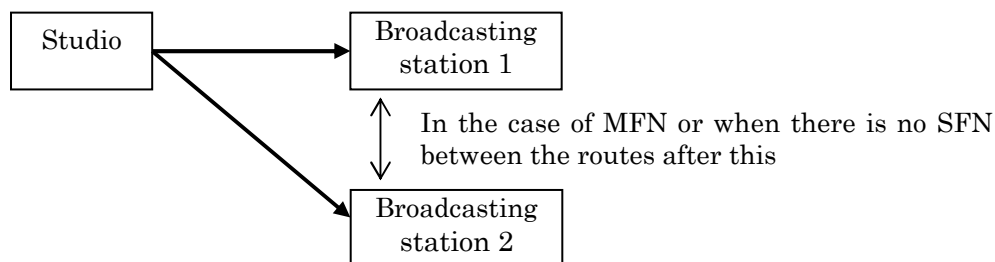 Studio
Broadcasting
station 1
In the case of MFN or when there is no SFN
between the routes after this
Broadcasting
station 2